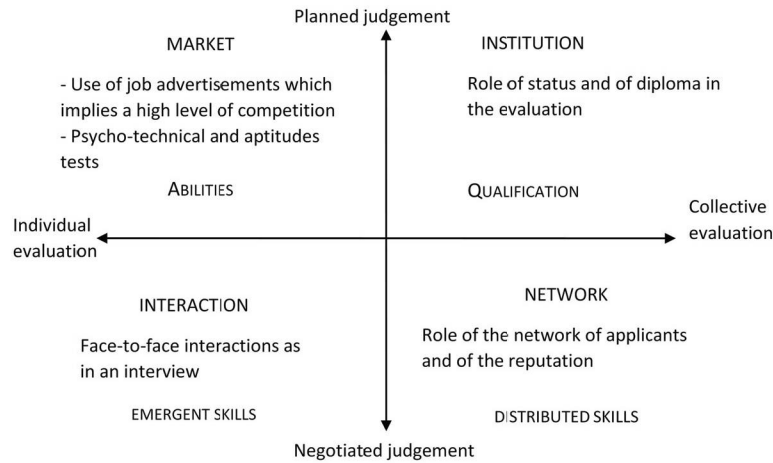 Planned judgement
MARKET
- Use of job advertisements which
implies a high level of competition
- Psycho-technical and aptitudes
tests
ABILITIES
INSTITUTION
Role of status and of diploma in
the evaluation
QUALIFICATION
Individual
evaluation
Collective
evaluation
INTERACTION
Face-to-face interactions as
in an interview
EMERGENT SKILLS
NETWORK
Role of the network of applicants
and of the reputation
DISTRIBUTED SKILLS
Negotiated judgement